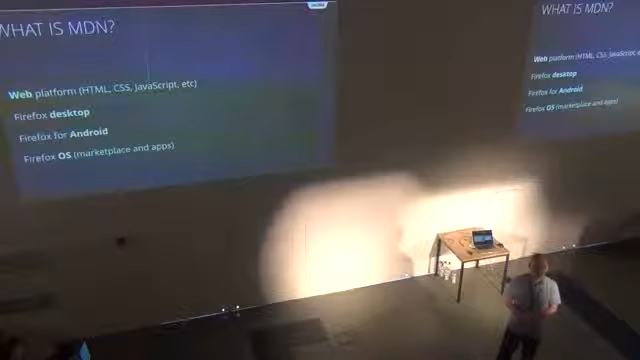 WHAT IS MDN?
Web platform (HTML, CSS, JavaScript, etc)
Firefox desktop
Firefox for Android
Firefox OS (marketplace and apps)
WHAT IS MDN?
Web platform (HTML, CSS, JavaScript, e
Firefox desktop
Firefox for Android
Firefox OS (marketplace and apps)